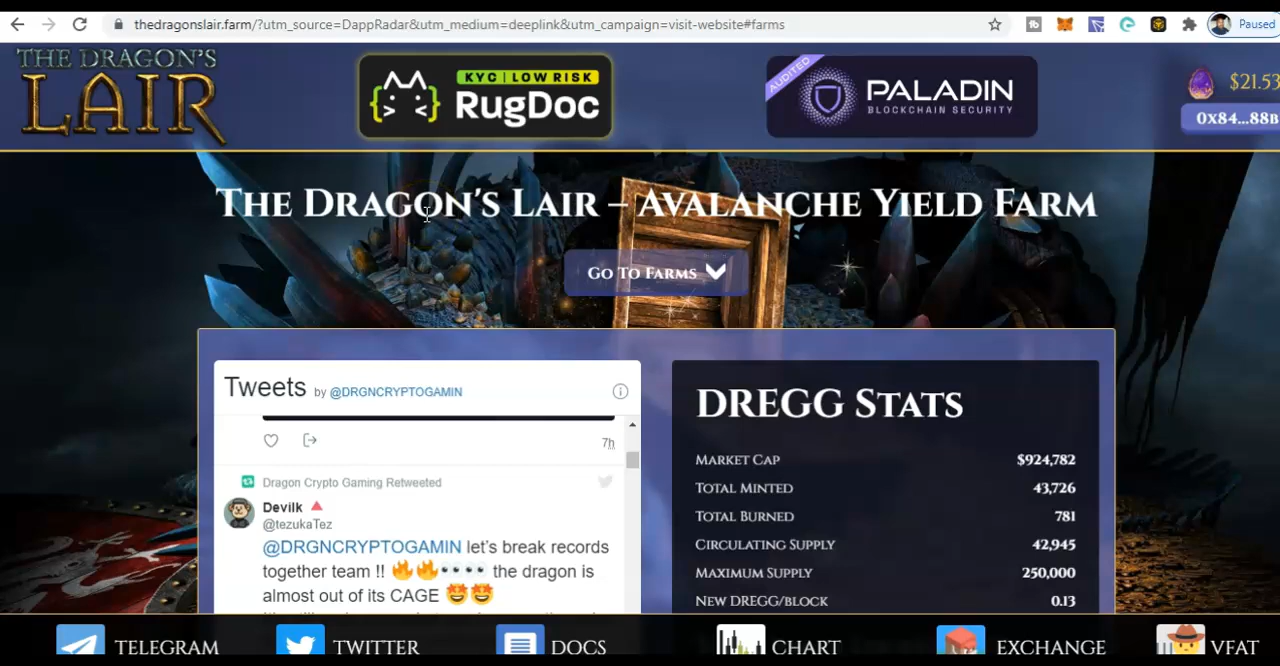 thedragonslair.farm/?utm_source=DappRadar&utm_medium=deeplink&utm_campaign=visit-website#farms
Paused
THE DRAGON'S
LAIR
KYC | LOW RISK
RugDoc
AUDITED
PALADIN
BLOCKCHAIN SECURITY
$21.53
0X84...88B
THE DRAGON'S LAIR – AVALANCHE YIELD FARM
GO TO FARMS
Tweets by @DRGNCRYPTOGAMIN
7h
Dragon Crypto Gaming Retweeted
Devilk
@tezukaTez
@DRGNCRYPTOGAMIN let's break records
together team !! 🔥🔥👀👀 the dragon is
almost out of its CAGE 🤩🤩
DREGG STATS
MARKET CAP $924,782
TOTAL MINTED 43,726
TOTAL BURNED 781
CIRCULATING SUPPLY 42,945
MAXIMUM SUPPLY 250,000
NEW DREGG/BLOCK 0.13
TELEGRAM TWITTER DOCS CHART EXCHANGE VFAT